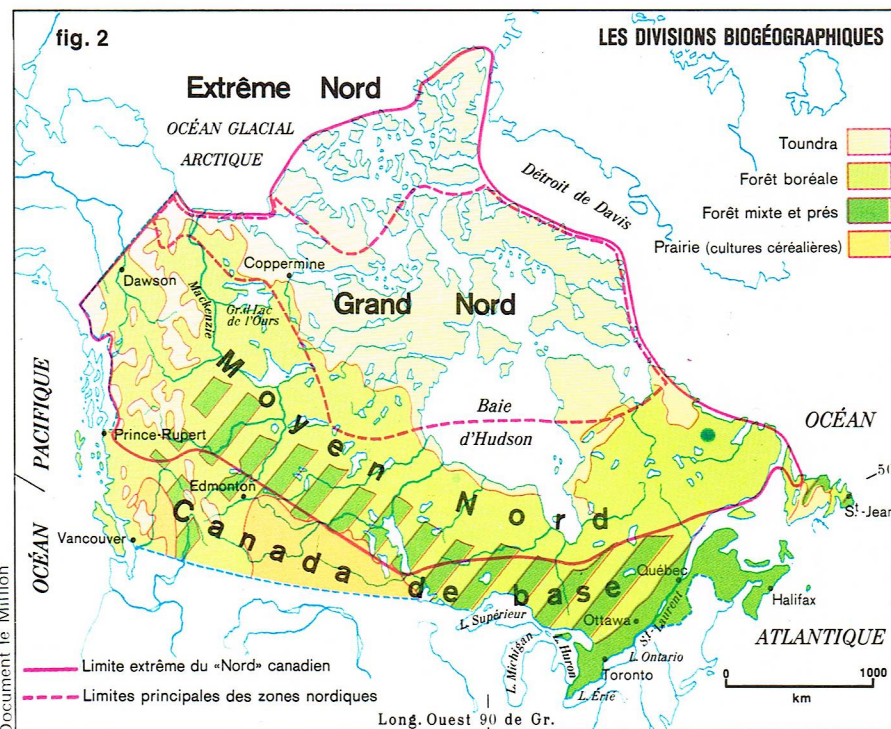 fig. 2
LES DIVISIONS BIOGÉOGRAPHIQUES
Extrême Nord
OCÉAN GLACIAL
ARCTIQUE
Toundra
Forêt boréale
Forêt mixte et prés
Prairie (cultures céréalières)
Détroit de Davis
Dawson
Mackenzie
Coppermine
Gr.d Lac
de l'Ours
Grand Nord
Moyen Nord
Baie
d'Hudson
OCÉAN PACIFIQUE
Prince-Rupert
Edmonton
Vancouver
Canada de base
OCÉAN
ATLANTIQUE
50
St-Jean
Québec
Ottawa
St-Laurent
Halifax
L. Supérieur
L. Michigan
L. Huron
L. Ontario
Toronto
L. Érié
Limite extrême du «Nord» canadien
Limites principales des zones nordiques
0 1000
km
Long. Ouest 90 de Gr.
Document le Million